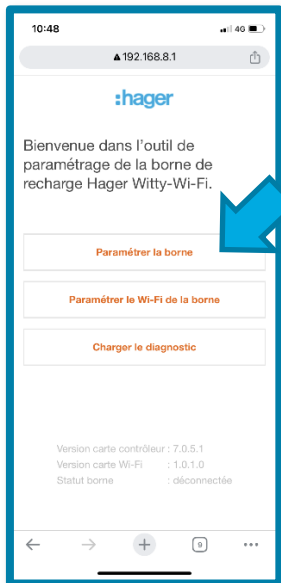 10:48
4G
192.168.8.1
:hager
Bienvenue dans l'outil de
paramétrage de la borne de
recharge Hager Witty-Wi-Fi.
Paramétrer la borne
Paramétrer le Wi-Fi de la borne
Charger le diagnostic
Version carte contrôleur : 7.0.5.1
Version carte Wi-Fi : 1.0.1.0
Statut borne : déconnectée
9